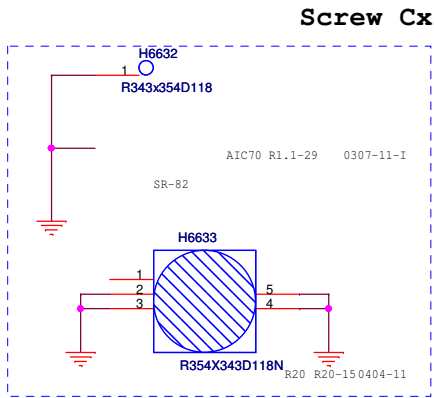 Screw Cx
H6632
1
R343x354D118
AIC70 R1.1-29 0307-11-I
SR-82
H6633
1
2 5
3 4
R354X343D118N
R20 R20-150404-11